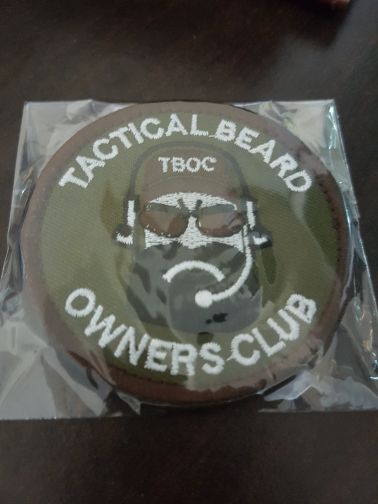 TACTICAL BEARD
TBOC
OWNERS CLUB